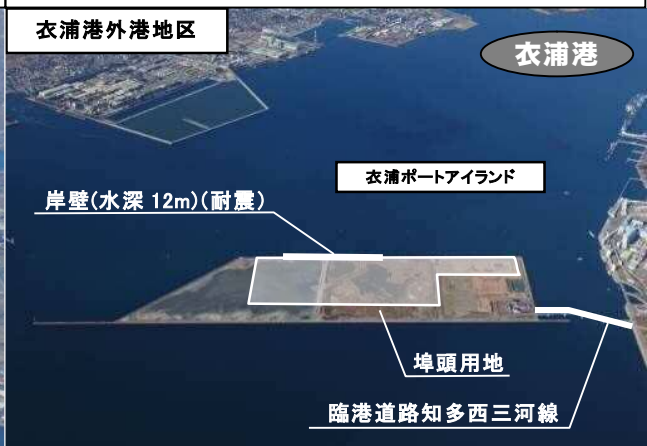 衣浦港外港地区
衣浦港
衣浦ポートアイランド
岸壁(水深 12m)(耐震)
埠頭用地
臨港道路知多西三河線